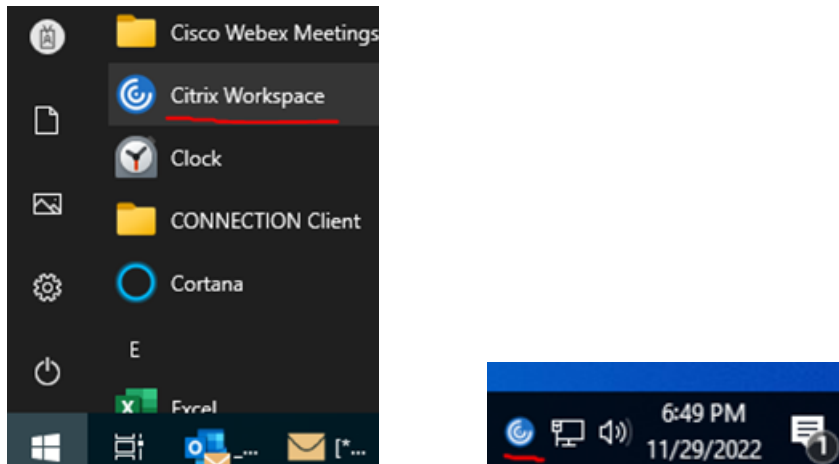 Cisco Webex Meetings
Citrix Workspace
Clock
CONNECTION Client
Cortana
E
Excel
_...
[*...
6:49 PM
11/29/2022
1